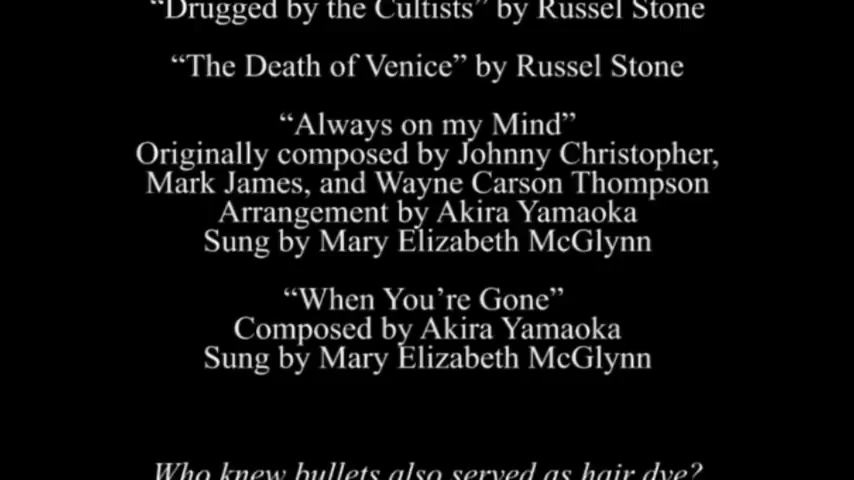 “Drugged by the Cultists” by Russel Stone
“The Death of Venice” by Russel Stone
“Always on my Mind”
Originally composed by Johnny Christopher,
Mark James, and Wayne Carson Thompson
Arrangement by Akira Yamaoka
Sung by Mary Elizabeth McGlynn
“When You’re Gone”
Composed by Akira Yamaoka
Sung by Mary Elizabeth McGlynn
Who knew bullets also served as hair dye?